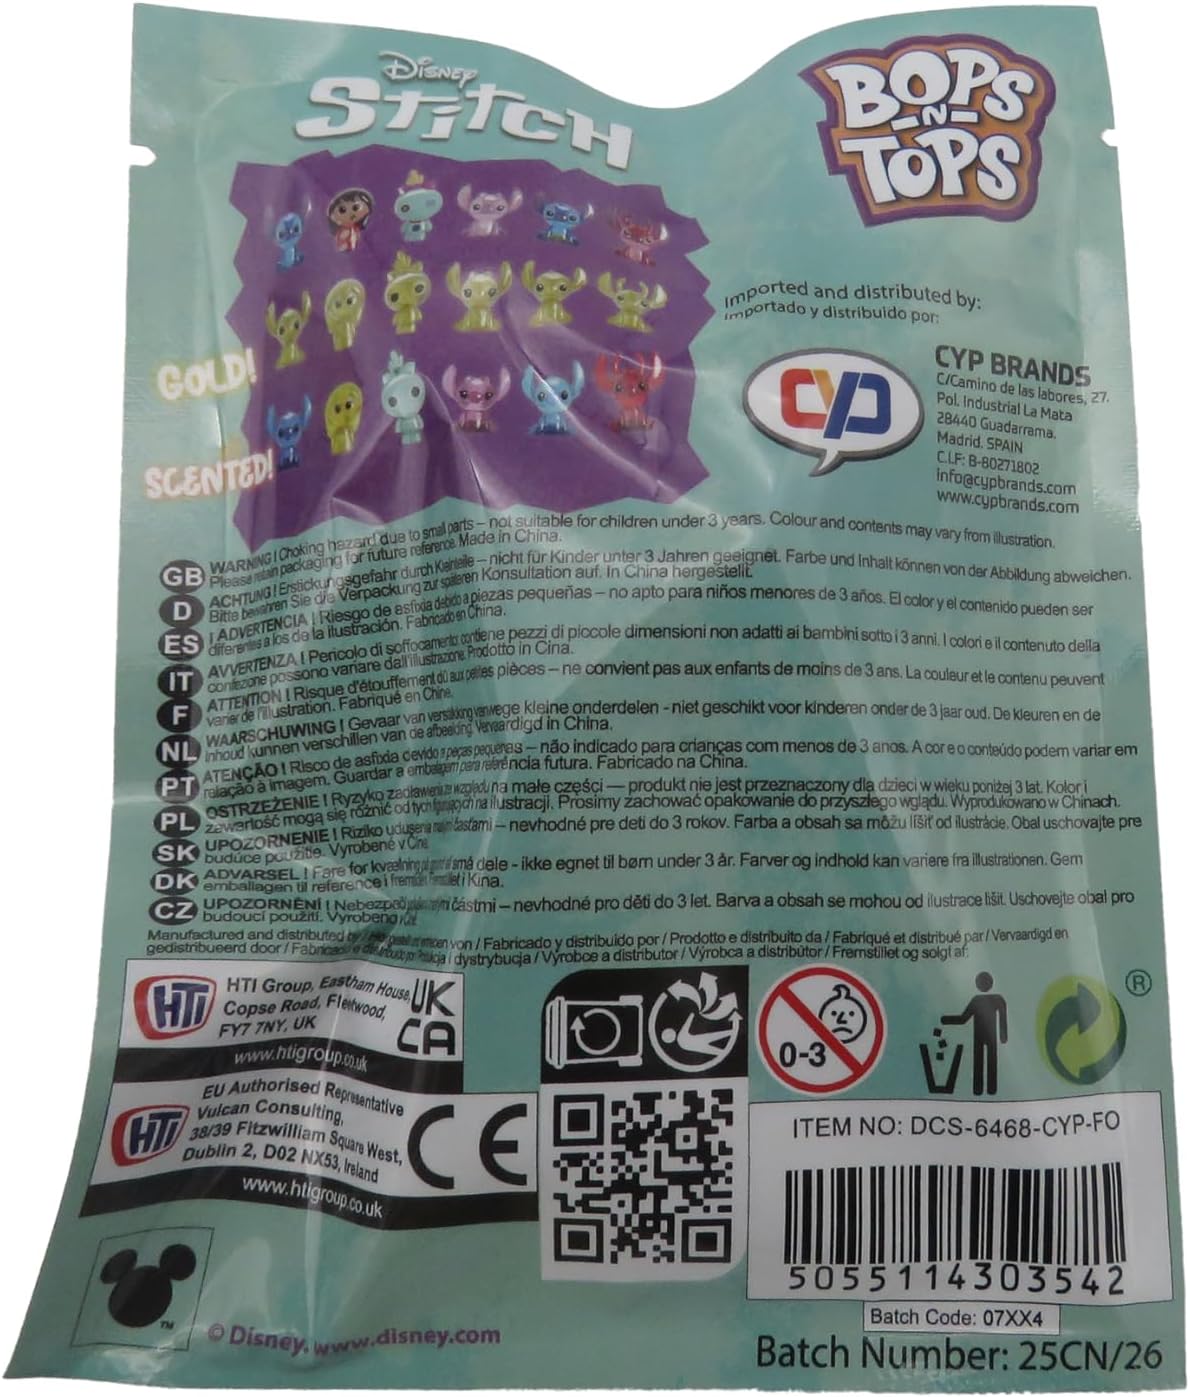 Disney
Stitch
BOPS
-N-
TOPS
Imported and distributed by:
Importado y distribuido por:
GOLD!
SCENTED!
CYP
CYP BRANDS
C/Camino de las labores, 27.
Pol. Industrial La Mata
28440 Guadarrama.
Madrid. SPAIN
C.I.F: B-80271802
Info@cypbrands.com
www.cypbrands.com
GB WARNING ! Choking hazard due to small parts – not suitable for children under 3 years. Colour and contents may vary from illustration.
Please retain packaging for future reference. Made in China.
D ACHTUNG ! Erstickungsgefahr durch Kleinteile – nicht für Kinder unter 3 Jahren geeignet. Farbe und Inhalt können von der Abbildung abweichen.
Bitte bewahren Sie die Verpackung zur späteren Konsultation auf. In China hergestellt.
ES ¡ ADVERTENCIA ! Riesgo de asfixia debido a piezas pequeñas – no apto para niños menores de 3 años. El color y el contenido pueden ser
diferentes a los de la ilustración. Fabricado en China.
IT AVVERTENZA ! Pericolo di soffocamento: contiene pezzi di piccole dimensioni non adatti ai bambini sotto i 3 anni. I colori e il contenuto della
confezione possono variare dall'illustrazione. Prodotto in Cina.
F ATTENTION ! Risque d'étouffement dû aux petites pièces – ne convient pas aux enfants de moins de 3 ans. La couleur et le contenu peuvent
varier de l'illustration. Fabriqué en Chine.
NL WAARSCHUWING ! Gevaar van verstikking vanwege kleine onderdelen - niet geschikt voor kinderen onder de 3 jaar oud. De kleuren en de
inhoud kunnen verschillen van de afbeelding. Vervaardigd in China.
PT ATENÇÃO ! Risco de asfixia devido a peças pequenas – não indicado para crianças com menos de 3 anos. A cor e o conteúdo podem variar em
relação à imagem. Guardar a embalagem para referência futura. Fabricado na China.
PL OSTRZEŻENIE ! Ryzyko zadławienia ze względu na małe części — produkt nie jest przeznaczony dla dzieci w wieku poniżej 3 lat. Kolor i
zawartość mogą się różnić od tych figurujących na ilustracji. Prosimy zachować opakowanie do przyszłego wglądu. Wyprodukowano w Chinach.
SK UPOZORNENIE ! Riziko udusenia malými časťami – nevhodné pre deti do 3 rokov. Farba a obsah sa môžu líšiť od ilustrácie. Obal uschovajte pre
budúce použitie. Vyrobené v Číne
DK ADVARSEL ! Fare for kvælning på grund af små dele - ikke egnet til børn under 3 år. Farver og indhold kan variere fra illustrationen. Gem
emballagen til reference i fremtiden. Fremstillet i Kina.
CZ UPOZORNĚNÍ ! Nebezpečí částmi – nevhodné pro děti do 3 let. Barva a obsah se mohou od ilustrace lišit. Uschovejte obal pro
budoucí použití. Vyrobeno
Manufactured and distributed by / von / Fabricado y distribuido por / Prodotto e distribuito da / Fabriqué et distribué par / Vervaardigd en
gedistribueerd door / Fabricado e dystrybucja / Výrobce a distributor / Výrobca a distribútor / Fremstillet og solgt af:
HTI
HTI Group, Eastham House,
Copse Road, Fleetwood,
FY7 7NY, UK
www.htigroup.co.uk
UK
CA
HTI
EU Authorised Representative
Vulcan Consulting,
38/39 Fitzwilliam Square West,
Dublin 2, D02 NX53, Ireland
www.htigroup.co.uk
CE
0-3
®
ITEM NO: DCS-6468-CYP-FO
5055114303542
Batch Code: 07XX4
Batch Number: 25CN/26
TM
© Disney. www.disney.com